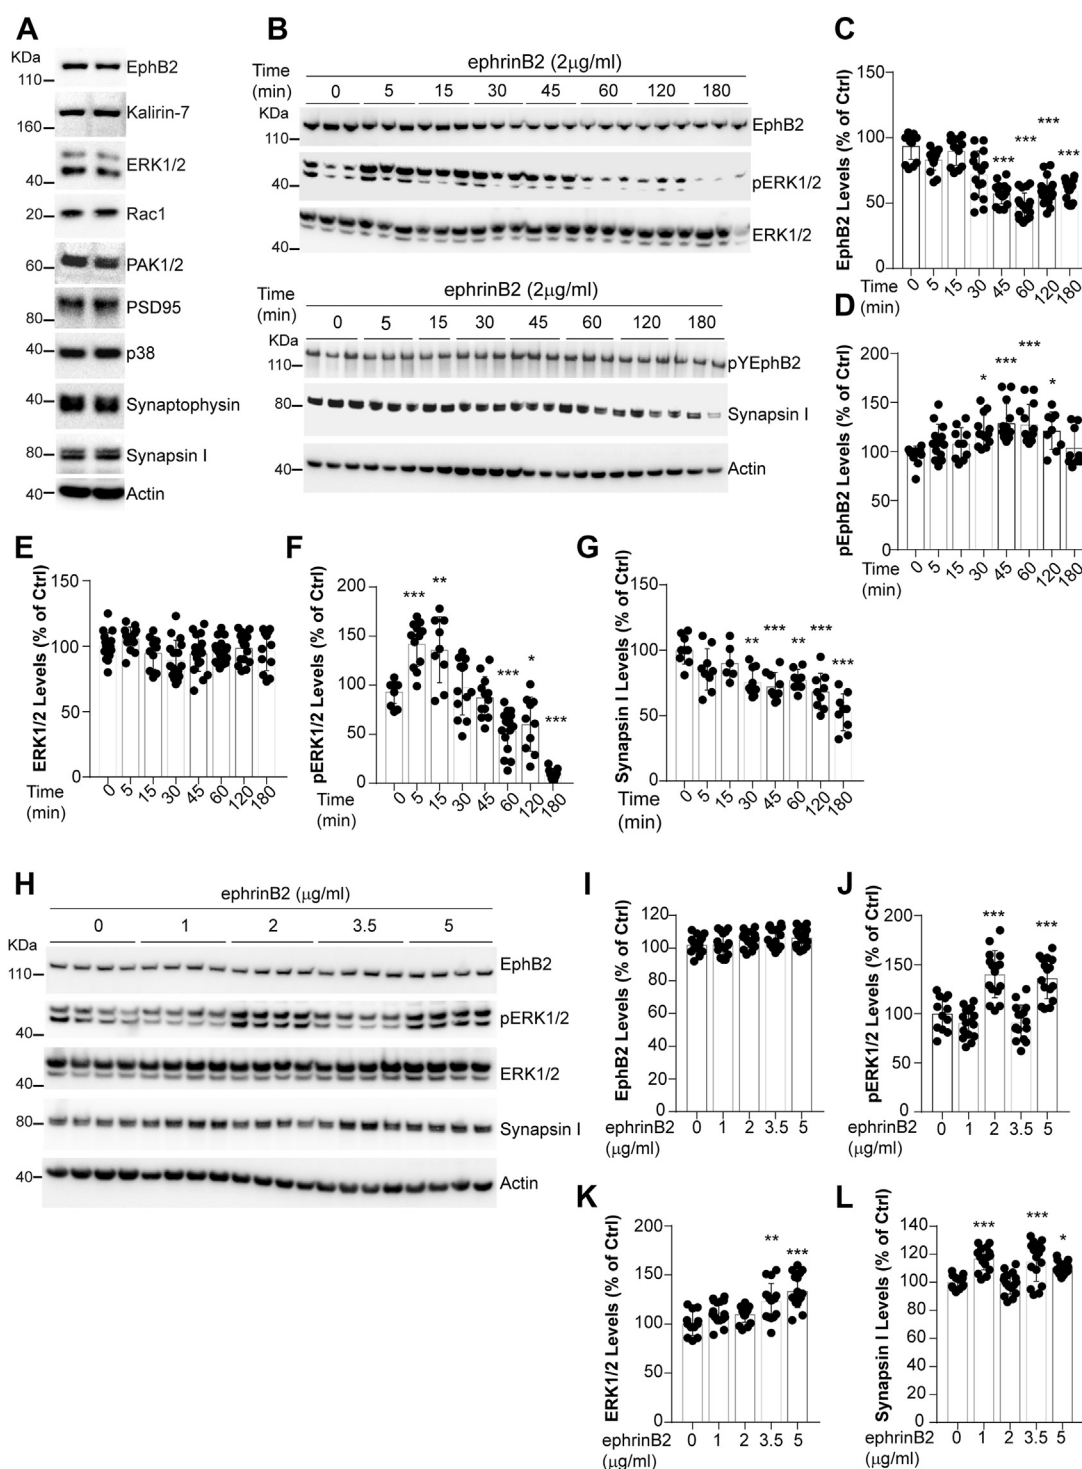 A
KDa
EphB2
110
Kalirin-7
160
ERK1/2
40
Rac1
20
PAK1/2
60
PSD95
80
p38
40
Synaptophysin
40
Synapsin I
80
Actin
40
B
ephrinB2 (2μg/ml)
Time
(min)
0 5 15 30 45 60 120 180
KDa
EphB2
110
pERK1/2
40
ERK1/2
40
ephrinB2 (2μg/ml)
Time
(min)
0 5 15 30 45 60 120 180
KDa
pYEphB2
110
Synapsin I
80
Actin
40
C
EphB2 Levels (% of Ctrl)
150
100
50
0
*** *** *** ***
Time
(min)
0 5 15 30 45 60 120 180
D
pEphB2 Levels (% of Ctrl)
200
150
100
50
0
* *** *** *
Time
(min)
0 5 15 30 45 60 120 180
E
ERK1/2 Levels (% of Ctrl)
150
100
50
0
Time
(min)
0 5 15 30 45 60 120 180
F
pERK1/2 Levels (% of Ctrl)
200
150
100
50
0
*** ** *** * ***
Time
(min)
0 5 15 30 45 60 120 180
G
Synapsin I Levels (% of Ctrl)
150
100
50
0
** *** ** *** ***
Time
(min)
0 5 15 30 45 60 120 180
H
ephrinB2 (μg/ml)
0 1 2 3.5 5
KDa
EphB2
110
pERK1/2
40
ERK1/2
40
Synapsin I
80
Actin
40
I
EphB2 Levels (% of Ctrl)
120
100
80
60
40
20
0
ephrinB2
(μg/ml)
0 1 2 3.5 5
J
pERK1/2 Levels (% of Ctrl)
200
150
100
50
0
*** ***
ephrinB2
(μg/ml)
0 1 2 3.5 5
K
ERK1/2 Levels (% of Ctrl)
200
150
100
50
0
** ***
ephrinB2
(μg/ml)
0 1 2 3.5 5
L
Synapsin I Levels (% of Ctrl)
140
120
100
80
60
40
20
0
*** *** *
ephrinB2
(μg/ml)
0 1 2 3.5 5